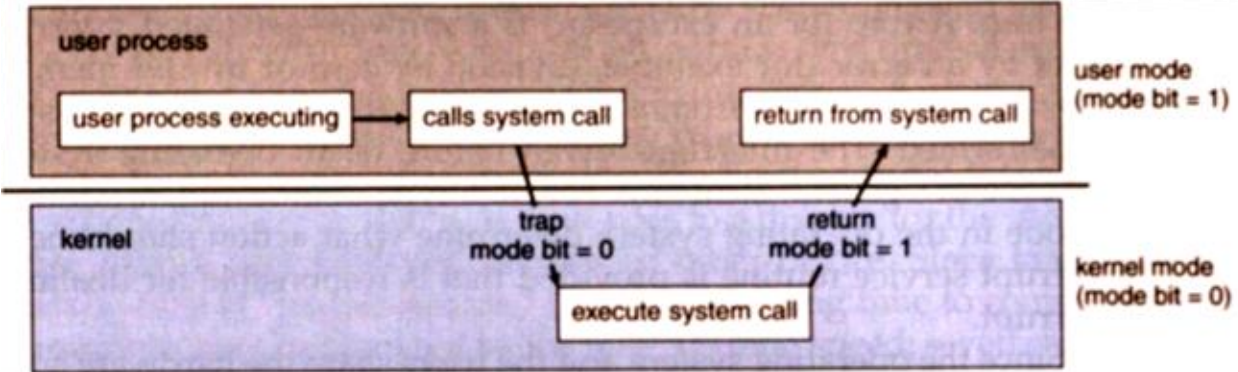 user process
user process executing
calls system call
return from system call
user mode
(mode bit = 1)
kernel
trap
mode bit = 0
return
mode bit = 1
execute system call
kernel mode
(mode bit = 0)